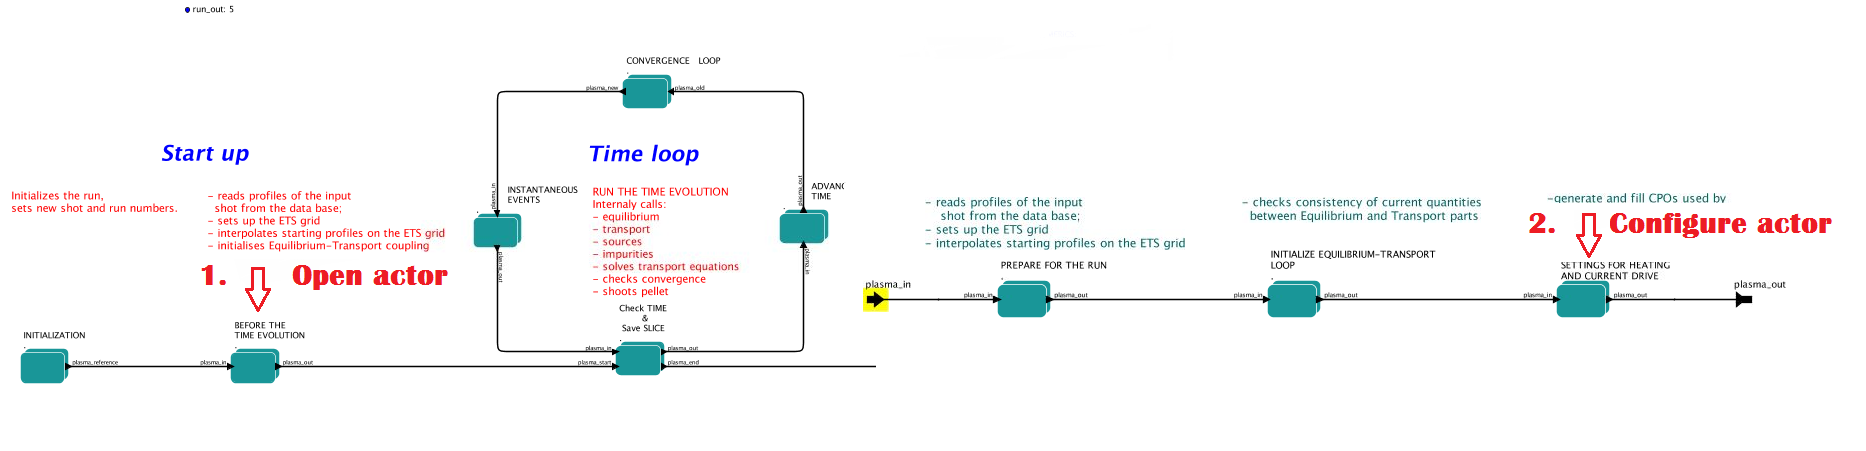 run_out: 5
CONVERGENCE LOOP
plasma_new
plasma_old
Start up
Time loop
Initializes the run,
sets new shot and run numbers.
- reads profiles of the input
shot from the data base;
- sets up the ETS grid
- interpolates starting profiles on the ETS grid
- initialises Equilibrium-Transport coupling
1. Open actor
plasma_in
INSTANTANEOUS
EVENTS
plasma_out
RUN THE TIME EVOLUTION
Internaly calls:
- equilibrium
- transport
- sources
- impurities
- solves transport equations
- checks convergence
- shoots pellet
plasma_out
ADVANC
TIME
plasma_in
Check TIME
&
Save SLICE
plasma_in
plasma_out
plasma_start
plasma_end
INITIALIZATION
plasma_reference
BEFORE THE
TIME EVOLUTION
plasma_in
plasma_out
- reads profiles of the input
shot from the data base;
- sets up the ETS grid
- interpolates starting profiles on the ETS grid
PREPARE FOR THE RUN
plasma_in
plasma_in
plasma_out
- checks consistency of current quantities
between Equilibrium and Transport parts
INITIALIZE EQUILIBRIUM-TRANSPORT
LOOP
plasma_in
plasma_out
-generate and fill CPOs used by
2. Configure actor
SETTINGS FOR HEATING
AND CURRENT DRIVE
plasma_in
plasma_out
plasma_out